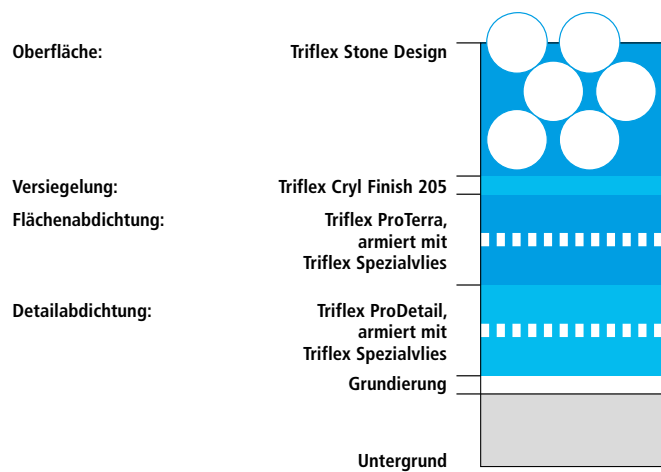 Oberfläche: Triflex Stone Design
Versiegelung: Triflex Cryl Finish 205
Flächenabdichtung: Triflex ProTerra,
armiert mit
Triflex Spezialvlies
Detailabdichtung: Triflex ProDetail,
armiert mit
Triflex Spezialvlies
Grundierung
Untergrund